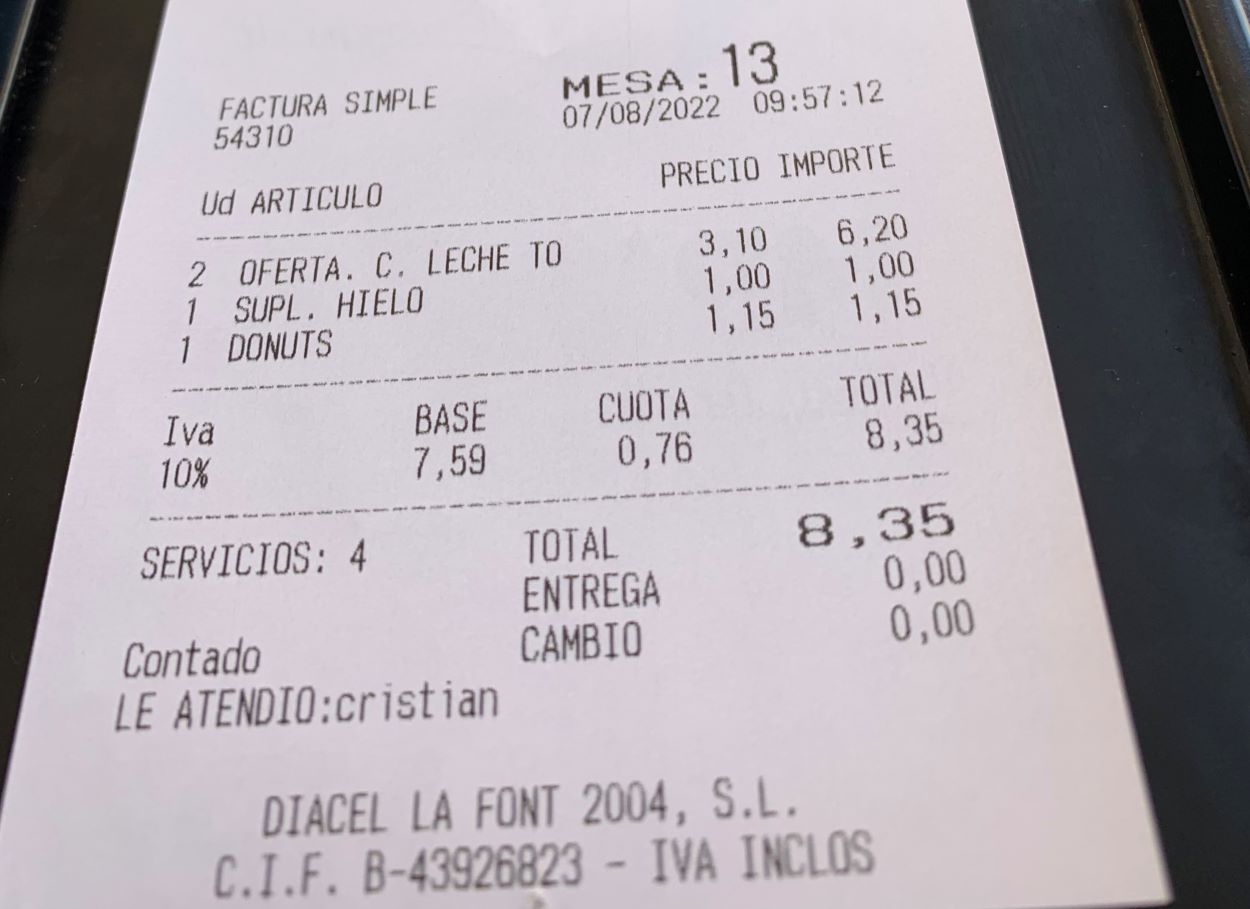 MESA: 13
FACTURA SIMPLE 07/08/2022 09:57:12
54310
Ud ARTICULO PRECIO IMPORTE
2 OFERTA. C. LECHE TO 3,10 6,20
1 SUPL. HIELO 1,00 1,00
1 DONUTS 1,15 1,15
Iva BASE CUOTA TOTAL
10% 7,59 0,76 8,35
SERVICIOS: 4 TOTAL 8,35
ENTREGA 0,00
Contado CAMBIO 0,00
LE ATENDIO:cristian
DIACEL LA FONT 2004, S.L.
C.I.F. B-43926823 - IVA INCLOS